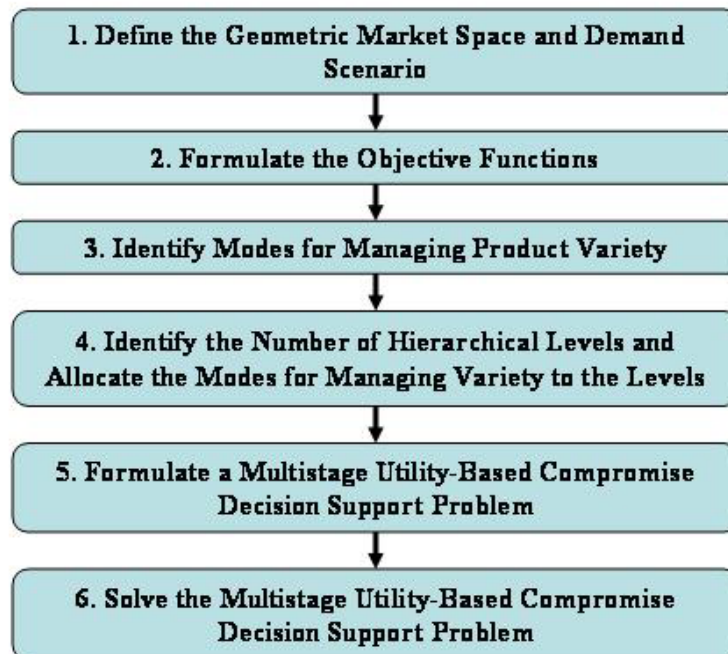 1. Define the Geometric Market Space and Demand
Scenario
2. Formulate the Objective Functions
3. Identify Modes for Managing Product Variety
4. Identify the Number of Hierarchical Levels and
Allocate the Modes for Managing Variety to the Levels
5. Formulate a Multistage Utility-Based Compromise
Decision Support Problem
6. Solve the Multistage Utility-Based Compromise
Decision Support Problem